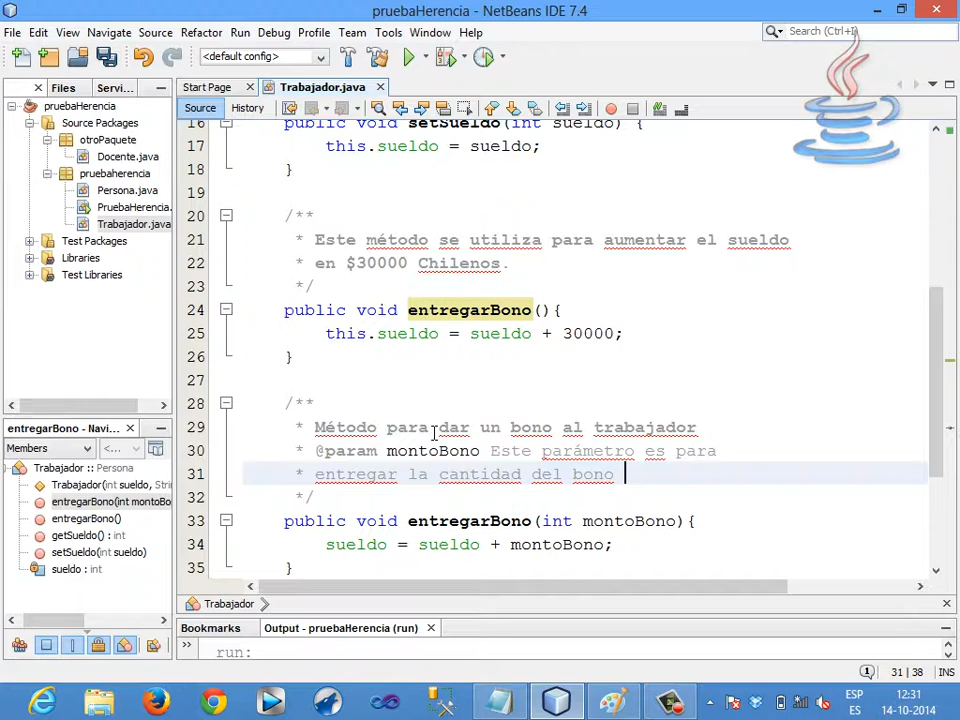 pruebaHerencia - NetBeans IDE 7.4
File Edit View Navigate Source Refactor Run Debug Profile Team Tools Window Help
<default config>
Search (Ctrl+I)
Files Servi...
Start Page Trabajador.java
Source History
pruebaHerencia
Source Packages
otroPaquete
Docente.java
pruebaherencia
Persona.java
PruebaHerencia.
Trabajador.java
Test Packages
Libraries
Test Libraries
16 public void setSueldo(int sueldo) {
17 this.sueldo = sueldo;
18 }
19
20 /**
21 * Este método se utiliza para aumentar el sueldo
22 * en $30000 Chilenos.
23 */
24 public void entregarBono(){
25 this.sueldo = sueldo + 30000;
26 }
27
28 /**
29 * Método para dar un bono al trabajador
30 * @param montoBono Este parámetro es para
31 * entregar la cantidad del bono
32 */
33 public void entregarBono(int montoBono){
34 sueldo = sueldo + montoBono;
35 }
entregarBono - Navi...
Members <...>
Trabajador :: Persona
Trabajador(int sueldo, Strin
entregarBono(int montoBo
entregarBono()
getSueldo() : int
setSueldo(int sueldo)
sueldo : int
Trabajador
Bookmarks Output - pruebaHerencia (run)
run:
1 31 | 38 INS
ESP
ES
12:31
14-10-2014